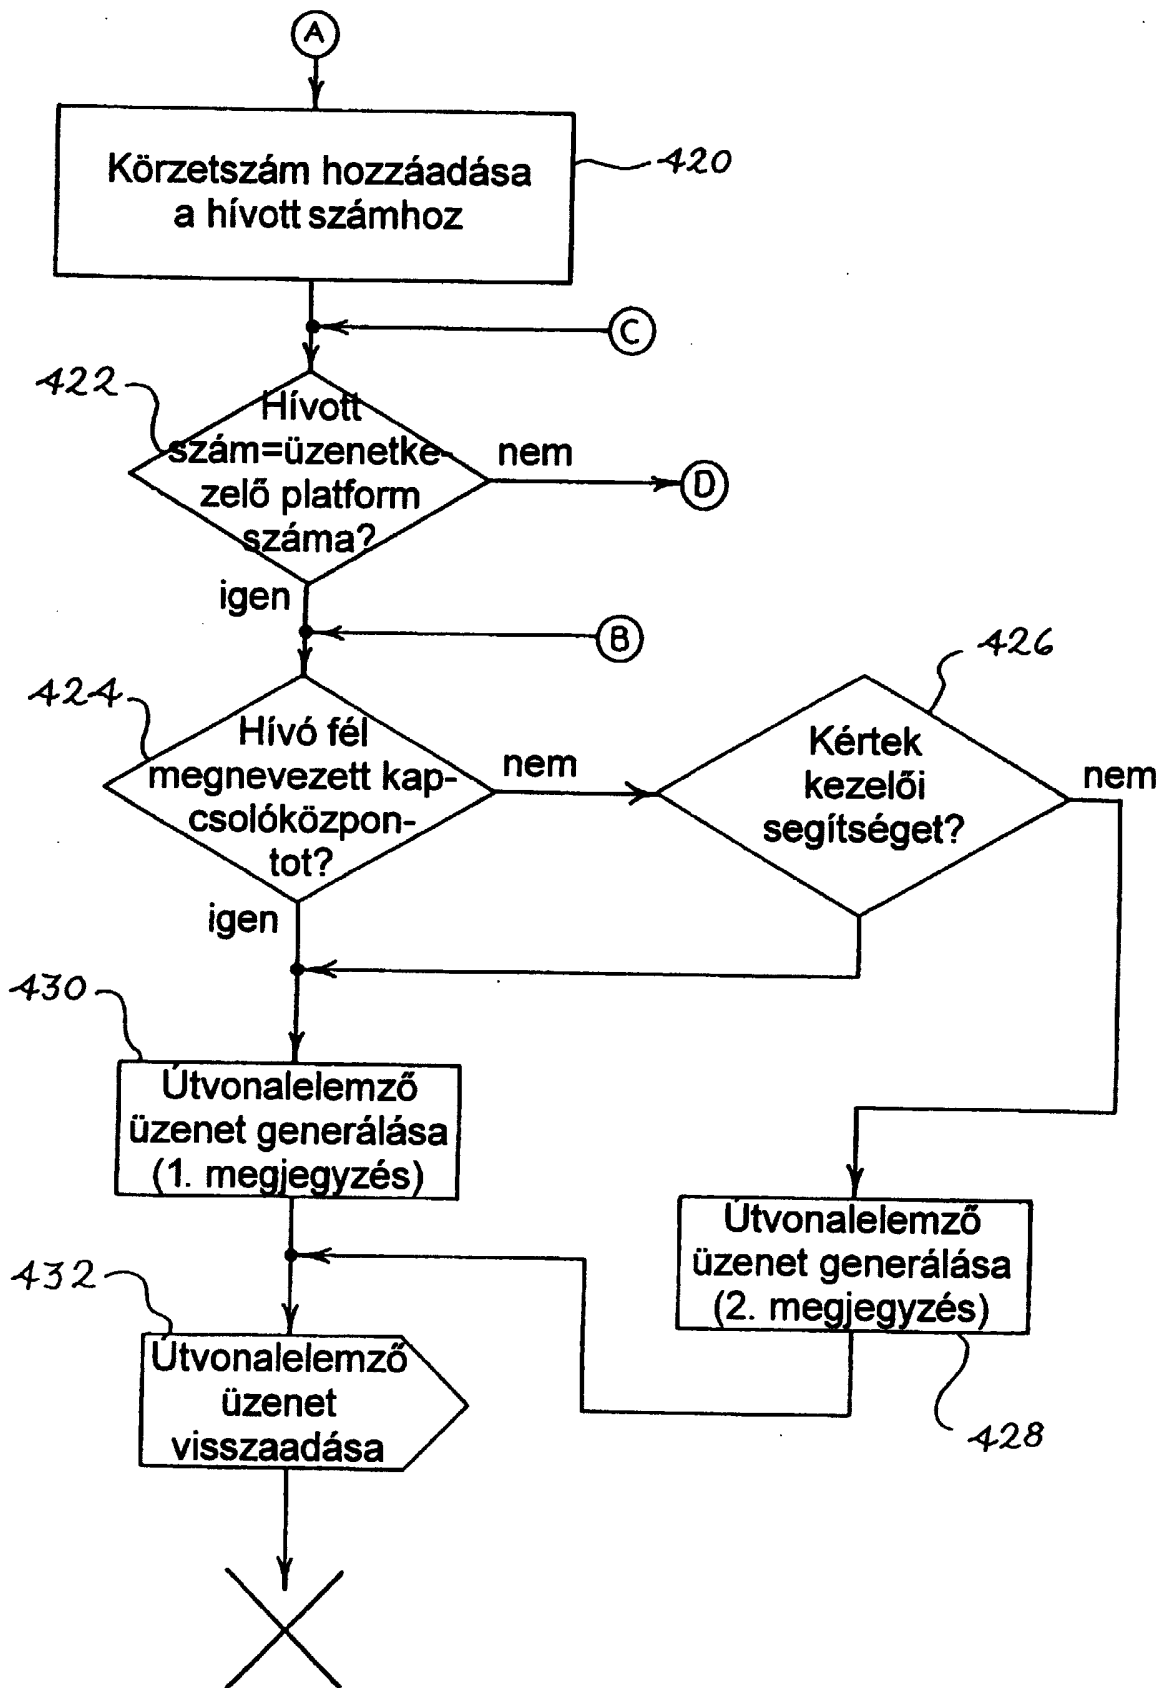 A
Körzetszám hozzáadása
a hívott számhoz
420
C
422
Hívott
szám=üzenetke-
zelő platform
száma?
nem
D
igen
B
424
Hívó fél
megnevezett kap-
csolóközpon-
tot?
nem
426
Kértek
kezelői
segítséget?
nem
igen
430
Útvonalelemző
üzenet generálása
(1. megjegyzés)
Útvonalelemző
üzenet generálása
(2. megjegyzés)
428
432
Útvonalelemző
üzenet
visszaadása